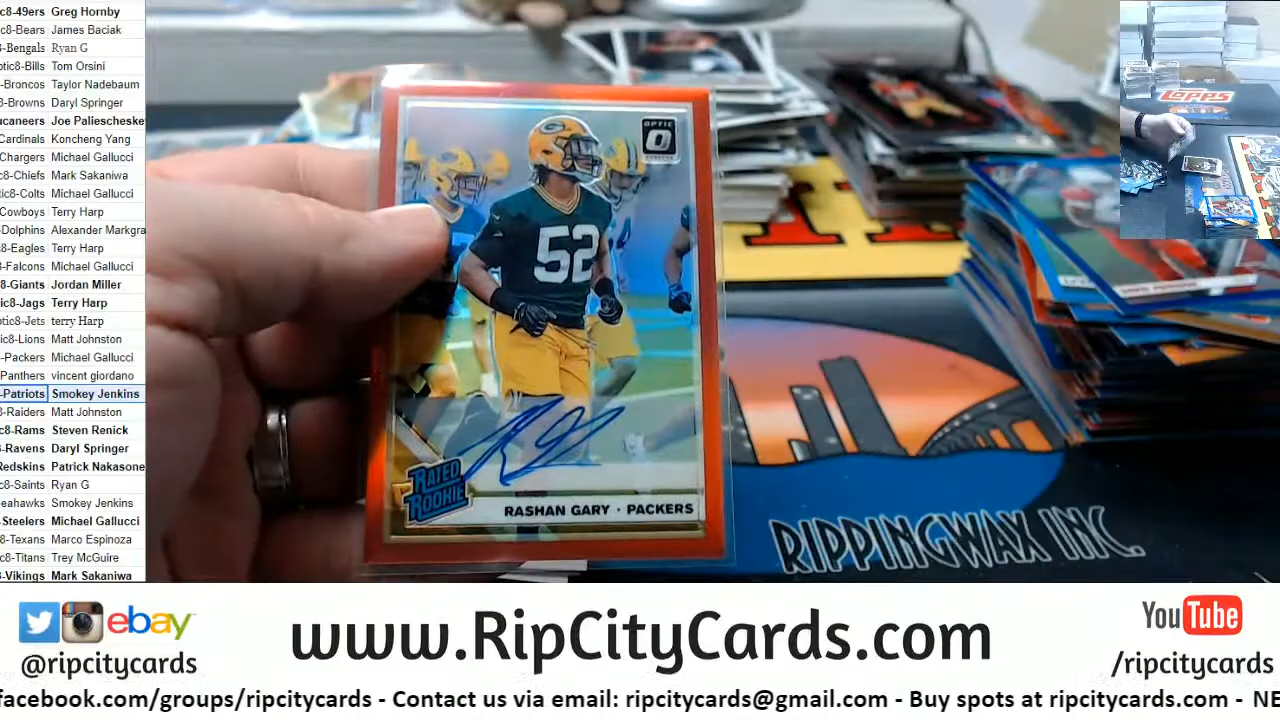 c8-49ers Greg Hornby
c8-Bears James Baciak
8-Bengals Ryan G
ptic8-Bills Tom Orsini
-Broncos Taylor Nadebaum
8-Browns Daryl Springer
ucaneers Joe Paliescheske
Cardinals Koncheng Yang
Chargers Michael Gallucci
8-Chiefs Mark Sakaniwa
tic8-Colts Michael Gallucci
Cowboys Terry Harp
-Dolphins Alexander Markgra
c8-Eagles Terry Harp
8-Falcons Michael Gallucci
8-Giants Jordan Miller
tic8-Jags Terry Harp
ptic8-Jets terry Harp
tic8-Lions Matt Johnston
-Packers Michael Gallucci
Panthers vincent giordano
-Patriots Smokey Jenkins
8-Raiders Matt Johnston
c8-Rams Steven Renick
8-Ravens Daryl Springer
Redskins Patrick Nakasone
c8-Saints Ryan G
eahawks Smokey Jenkins
-Steelers Michael Gallucci
8-Texans Marco Espinoza
c8-Titans Trey McGuire
-Vikings Mark Sakaniwa
OPTIC
52
RATED
ROOKIE
RASHAN GARY · PACKERS
RIPPINGWAX INC.
TOPPS
ebay
@ripcitycards
www.RipCityCards.com
YouTube
/ripcitycards
facebook.com/groups/ripcitycards - Contact us via email: ripcitycards@gmail.com - Buy spots at ripcitycards.com - NE